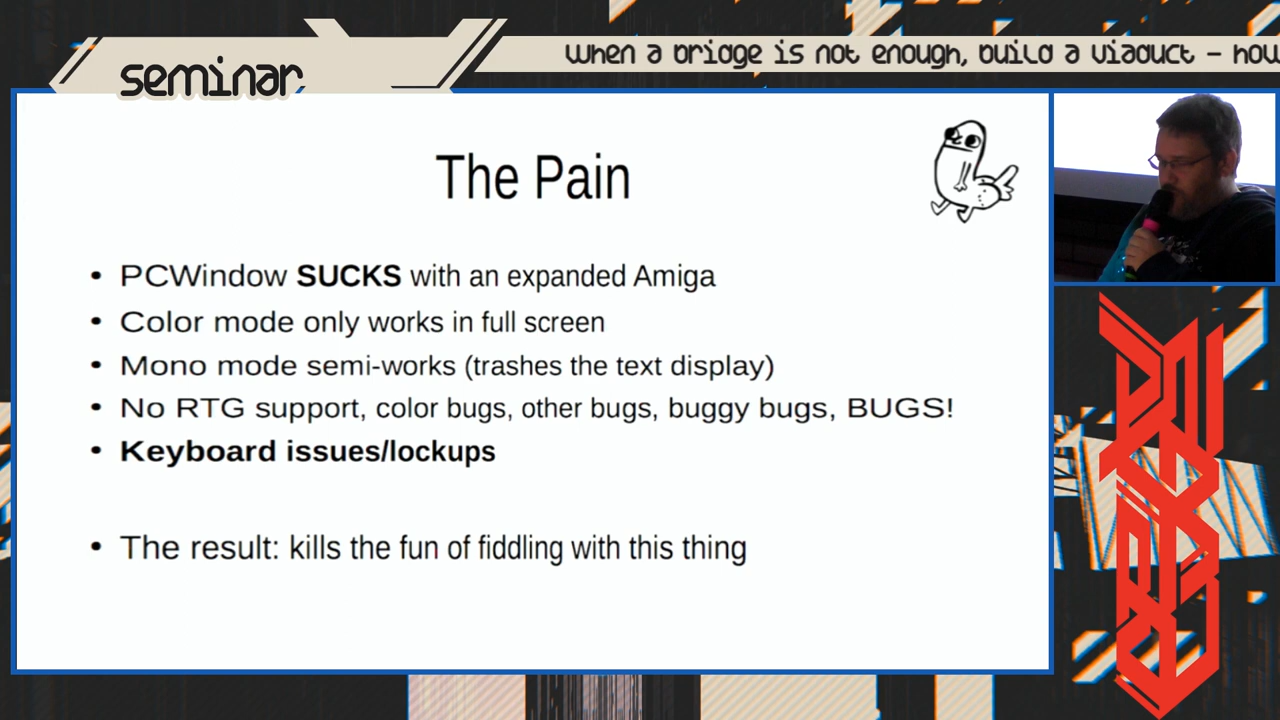 seminar
When a bridge is not enough, build a viaduct - how
The Pain
• PCWindow SUCKS with an expanded Amiga
• Color mode only works in full screen
• Mono mode semi-works (trashes the text display)
• No RTG support, color bugs, other bugs, buggy bugs, BUGS!
• Keyboard issues/lockups
• The result: kills the fun of fiddling with this thing